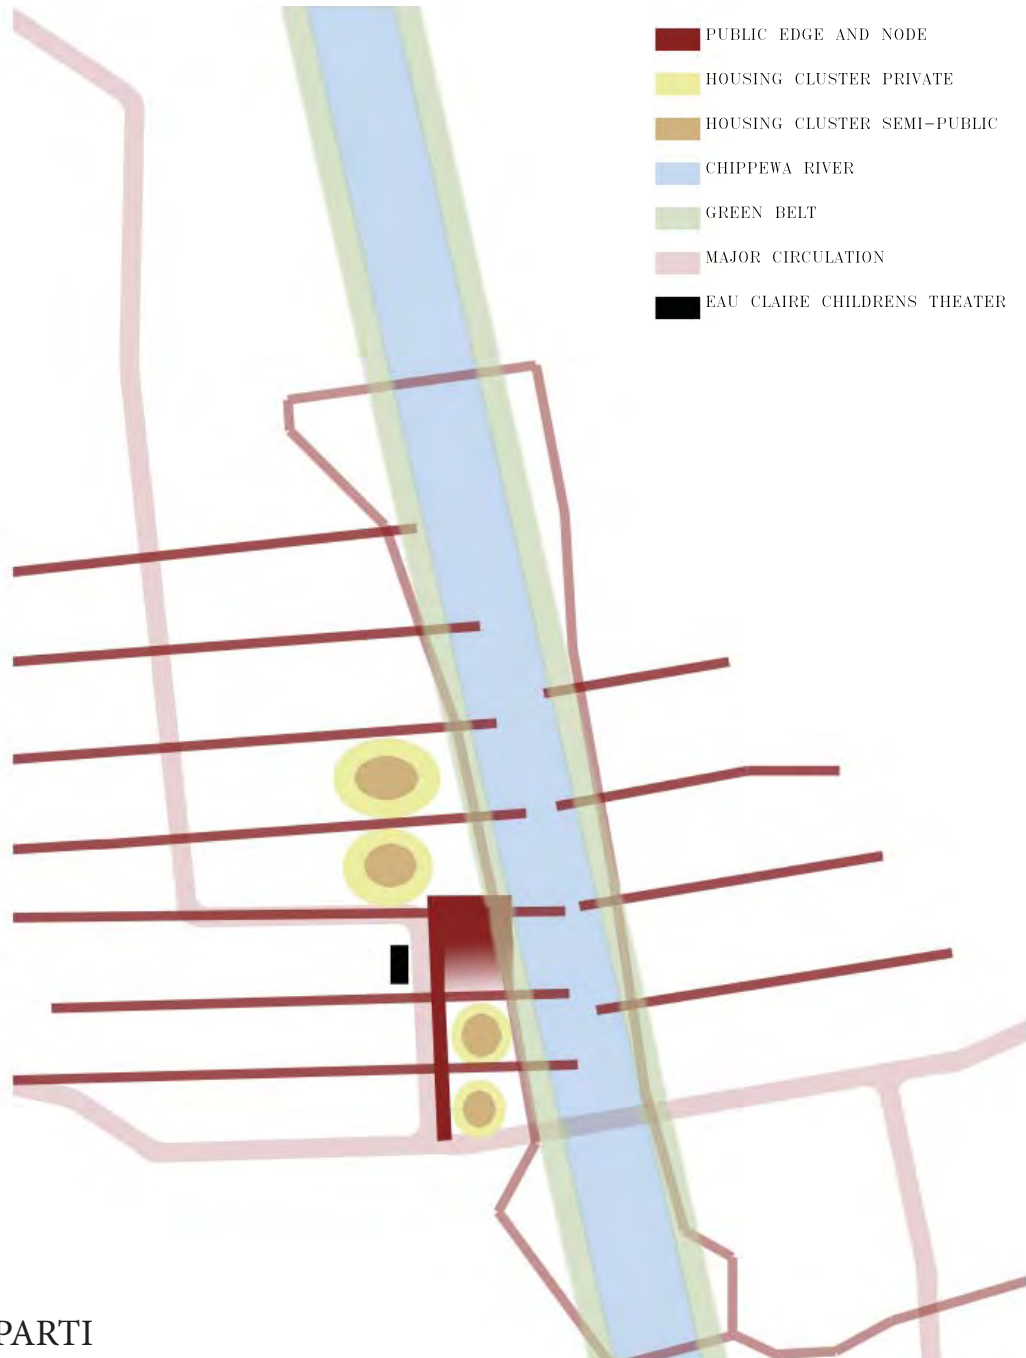 PUBLIC EDGE AND NODE
HOUSING CLUSTER PRIVATE
HOUSING CLUSTER SEMI-PUBLIC
CHIPPEWA RIVER
GREEN BELT
MAJOR CIRCULATION
EAU CLAIRE CHILDRENS THEATER
PARTI